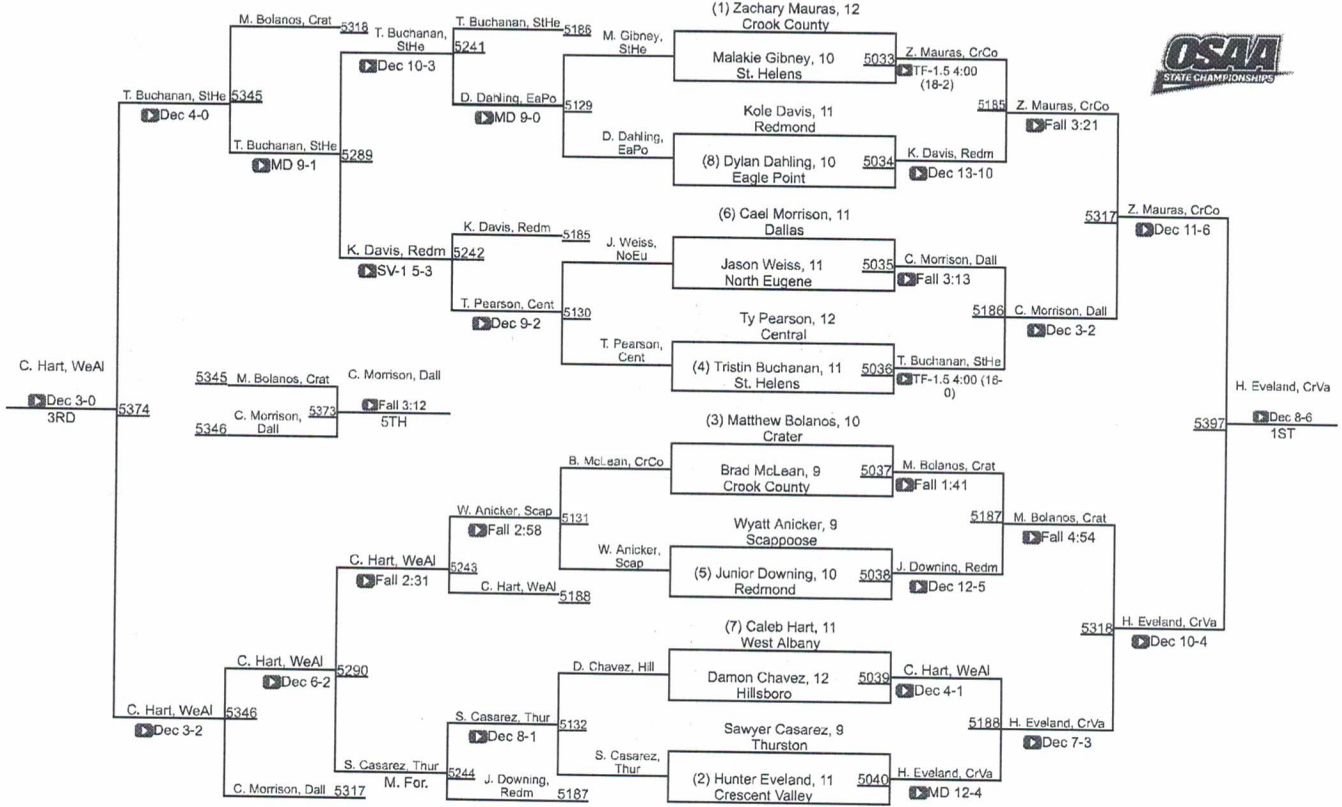 (1) Zachary Mauras, 12
Crook County
Malakie Gibney, 10
St. Helens
5033
Kole Davis, 11
Redmond
(8) Dylan Dahling, 10
Eagle Point
5034
(6) Cael Morrison, 11
Dallas
Jason Weiss, 11
North Eugene
5035
Ty Pearson, 12
Central
(4) Tristin Buchanan, 11
St. Helens
5036
(3) Matthew Bolanos, 10
Crater
Brad McLean, 9
Crook County
5037
Wyatt Anicker, 9
Scappoose
(5) Junior Downing, 10
Redmond
5038
(7) Caleb Hart, 11
West Albany
Damon Chavez, 12
Hillsboro
5039
Sawyer Casarez, 9
Thurston
(2) Hunter Eveland, 11
Crescent Valley
5040
Z. Mauras, CrCo
TF-1.5 4:00
(18-2)
5185
K. Davis, Redm
Dec 13-10
C. Morrison, Dall
Fall 3:13
5186
T. Buchanan, StHe
TF-1.5 4:00 (16-
0)
M. Bolanos, Crat
Fall 1:41
5187
J. Downing, Redm
Dec 12-5
C. Hart, WeAl
Dec 4-1
5188
H. Eveland, CrVa
MD 12-4
Z. Mauras, CrCo
Fall 3:21
5317
C. Morrison, Dall
Dec 3-2
M. Bolanos, Crat
Fall 4:54
5318
H. Eveland, CrVa
Dec 7-3
Z. Mauras, CrCo
Dec 11-6
5397
H. Eveland, CrVa
Dec 10-4
H. Eveland, CrVa
Dec 8-6
1ST
OSAA
STATE CHAMPIONSHIPS
M. Gibney,
StHe
5129
D. Dahling,
EaPo
J. Weiss,
NoEu
5130
T. Pearson,
Cent
B. McLean, CrCo
5131
W. Anicker,
Scap
D. Chavez, Hill
5132
S. Casarez,
Thur
T. Buchanan, StHe
5186
5241
D. Dahling, EaPo
MD 9-0
K. Davis, Redm
5185
5242
T. Pearson, Cent
Dec 9-2
W. Anicker, Scap
Fall 2:58
5243
C. Hart, WeAl
5188
S. Casarez, Thur
Dec 8-1
5244
J. Downing,
Redm
5187
T. Buchanan,
StHe
Dec 10-3
5289
K. Davis, Redm
SV-1 5-3
C. Hart, WeAl
Fall 2:31
5290
S. Casarez, Thur
M. For.
M. Bolanos, Crat
5318
5345
T. Buchanan, StHe
MD 9-1
C. Hart, WeAl
Dec 6-2
5346
C. Morrison, Dall
5317
T. Buchanan, StHe
Dec 4-0
5374
C. Hart, WeAl
Dec 3-2
C. Hart, WeAl
Dec 3-0
3RD
5345
M. Bolanos, Crat
5373
5346
C. Morrison,
Dall
C. Morrison, Dall
Fall 3:12
5TH